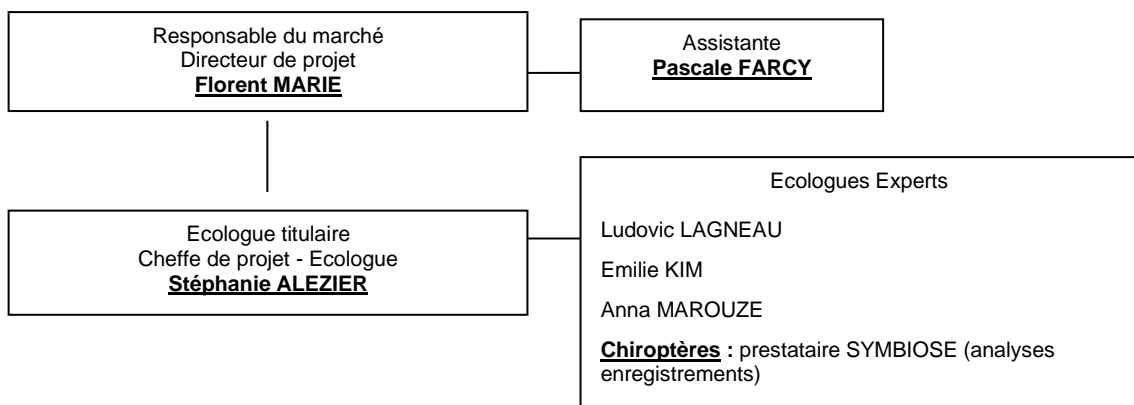 Responsable du marché
Directeur de projet
Florent MARIE
Assistante
Pascale FARCY
Ecologue titulaire
Cheffe de projet - Ecologue
Stéphanie ALEZIER
Ecologues Experts
Ludovic LAGNEAU
Emilie KIM
Anna MAROUZE
Chiroptères : prestataire SYMBIOSE (analyses
enregistrements)